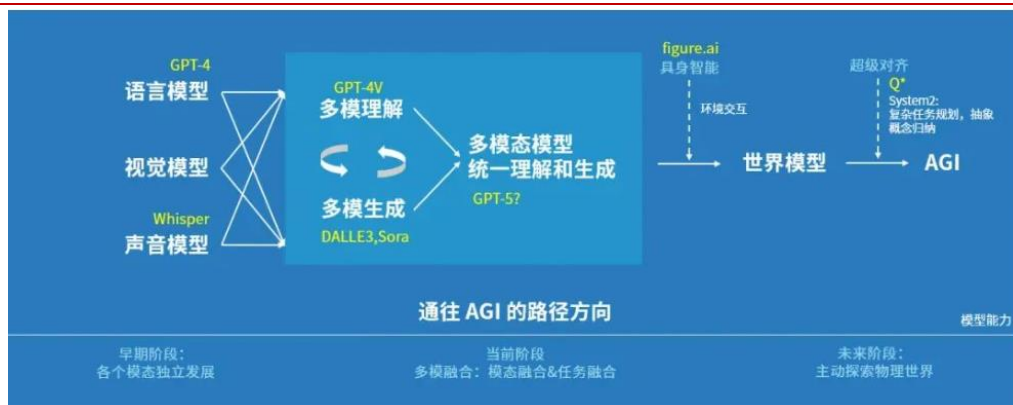 GPT-4
语言模型
视觉模型
Whisper
声音模型
GPT-4V
多模理解
多模生成
DALLE3,Sora
多模态模型
统一理解和生成
GPT-5?
figure.ai
具身智能
环境交互
世界模型
超级对齐
Q*
System2:
复杂任务规划，抽象
概念归纳
AGI
通往 AGI 的路径方向
模型能力
早期阶段：
各个模态独立发展
当前阶段
多模融合：模态融合&任务融合
未来阶段：
主动探索物理世界